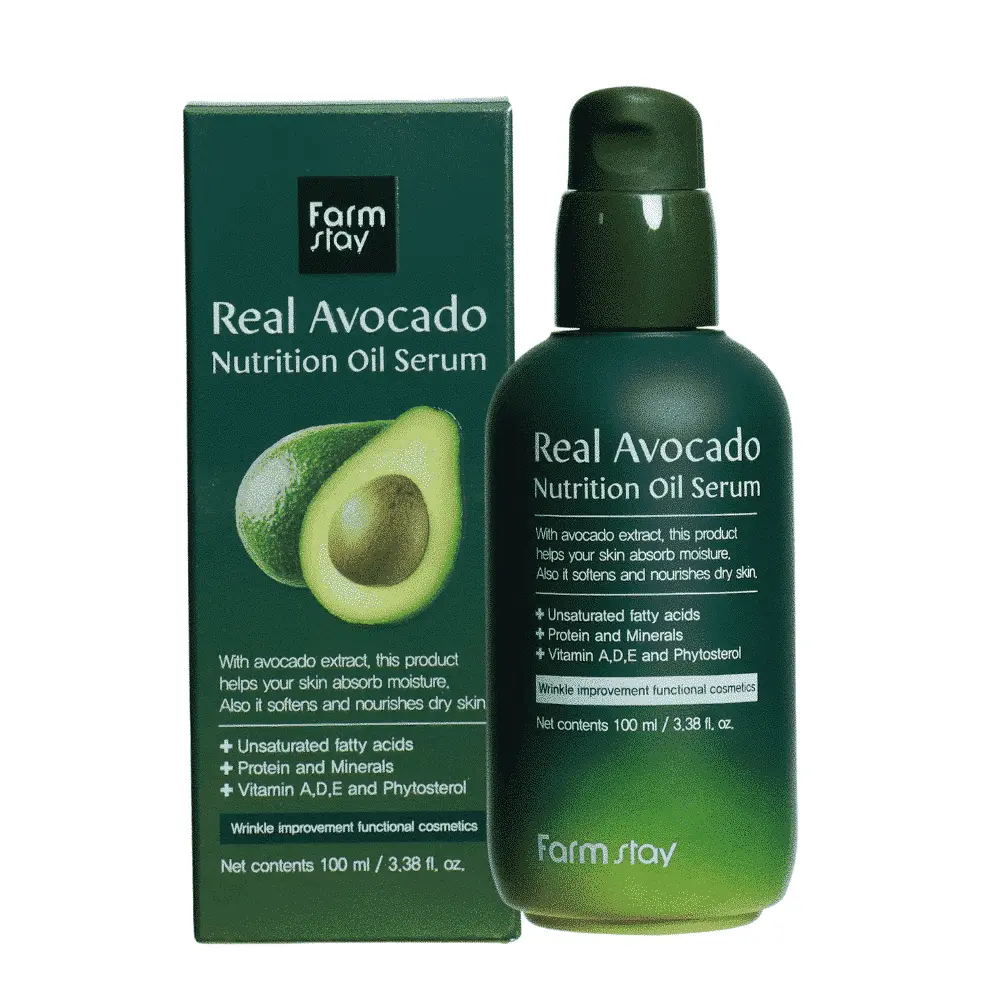 Farm
stay
Real Avocado
Nutrition Oil Serum
With avocado extract, this product
helps your skin absorb moisture.
Also it softens and nourishes dry skin
+ Unsaturated fatty acids
+ Protein and Minerals
+ Vitamin A,D,E and Phytosterol
Wrinkle improvement functional cosmetics
Net contents 100 ml / 3.38 fl. oz.
Real Avocado
Nutrition Oil Serum
With avocado extract, this product
helps your skin absorb moisture.
Also it softens and nourishes dry skin.
+ Unsaturated fatty acids
+ Protein and Minerals
+ Vitamin A,D,E and Phytosterol
Wrinkle improvement functional cosmetics
Net contents 100 ml / 3.38 fl. oz.
Farm stay